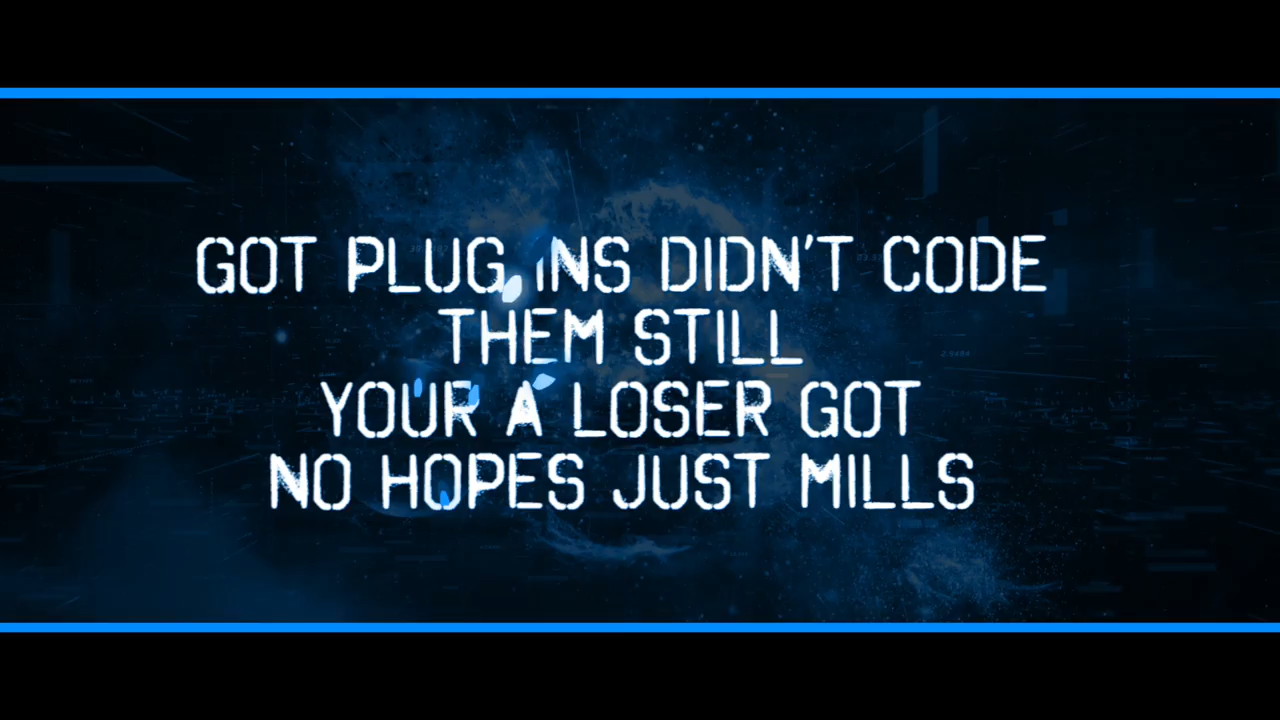 GOT PLUG INS DIDN'T CODE
THEM STILL
YOUR A LOSER GOT
NO HOPES JUST MILLS